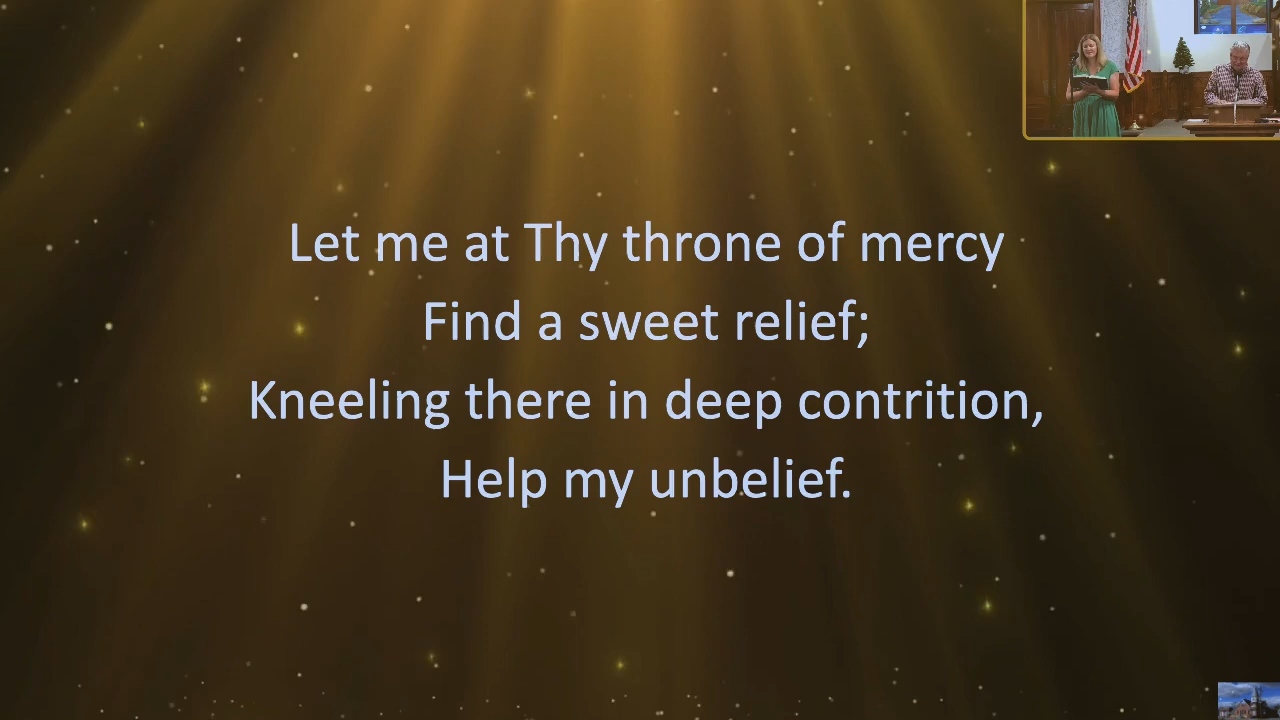 Let me at Thy throne of mercy
Find a sweet relief;
Kneeling there in deep contrition,
Help my unbelief.